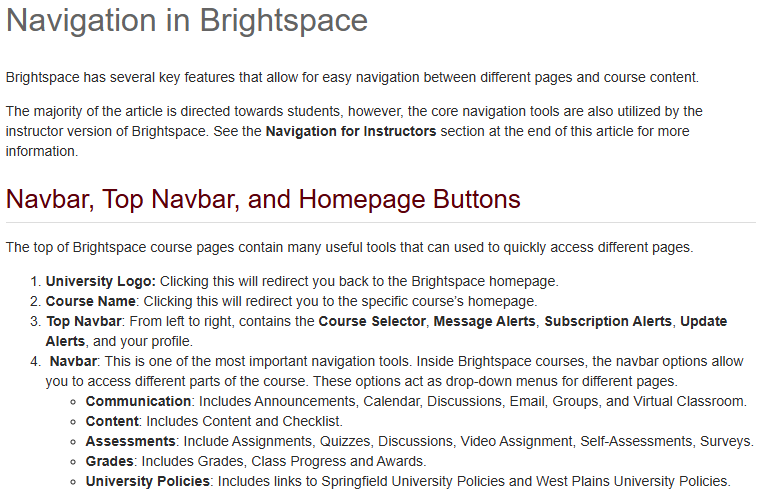 Navigation in Brightspace
Brightspace has several key features that allow for easy navigation between different pages and course content.
The majority of the article is directed towards students, however, the core navigation tools are also utilized by the
instructor version of Brightspace. See the Navigation for Instructors section at the end of this article for more
information.
Navbar, Top Navbar, and Homepage Buttons
The top of Brightspace course pages contain many useful tools that can used to quickly access different pages.
1. University Logo: Clicking this will redirect you back to the Brightspace homepage.
2. Course Name: Clicking this will redirect you to the specific course's homepage.
3. Top Navbar: From left to right, contains the Course Selector, Message Alerts, Subscription Alerts, Update
Alerts, and your profile.
4. Navbar: This is one of the most important navigation tools. Inside Brightspace courses, the navbar options allow
you to access different parts of the course. These options act as drop-down menus for different pages.
◦ Communication: Includes Announcements, Calendar, Discussions, Email, Groups, and Virtual Classroom.
◦ Content: Includes Content and Checklist.
◦ Assessments: Include Assignments, Quizzes, Discussions, Video Assignment, Self-Assessments, Surveys.
◦ Grades: Includes Grades, Class Progress and Awards.
◦ University Policies: Includes links to Springfield University Policies and West Plains University Policies.